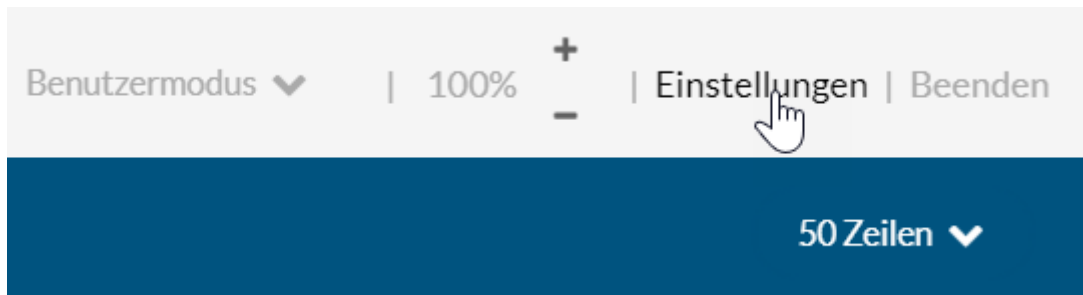 Benutzermodus | 100% + − | Einstellungen | Beenden
50 Zeilen